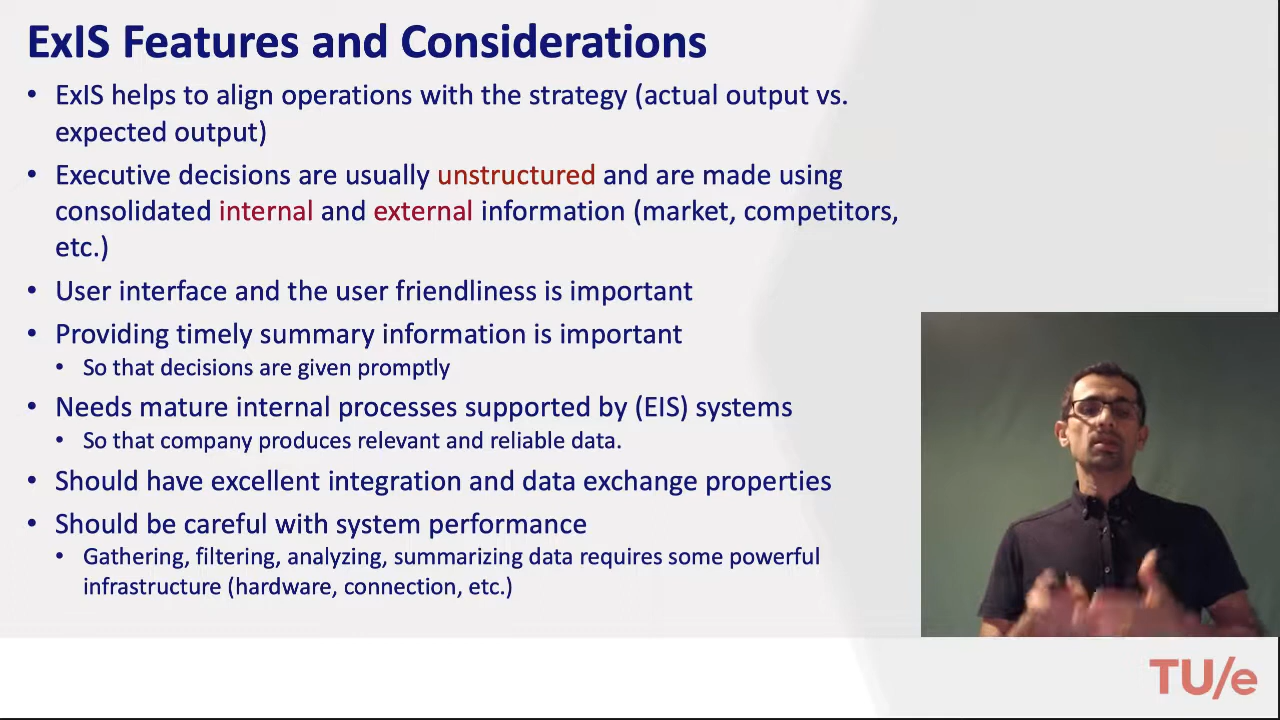 ExIS Features and Considerations
• ExIS helps to align operations with the strategy (actual output vs.
expected output)
• Executive decisions are usually unstructured and are made using
consolidated internal and external information (market, competitors,
etc.)
• User interface and the user friendliness is important
• Providing timely summary information is important
• So that decisions are given promptly
• Needs mature internal processes supported by (EIS) systems
• So that company produces relevant and reliable data.
• Should have excellent integration and data exchange properties
• Should be careful with system performance
• Gathering, filtering, analyzing, summarizing data requires some powerful
infrastructure (hardware, connection, etc.)
TU/e